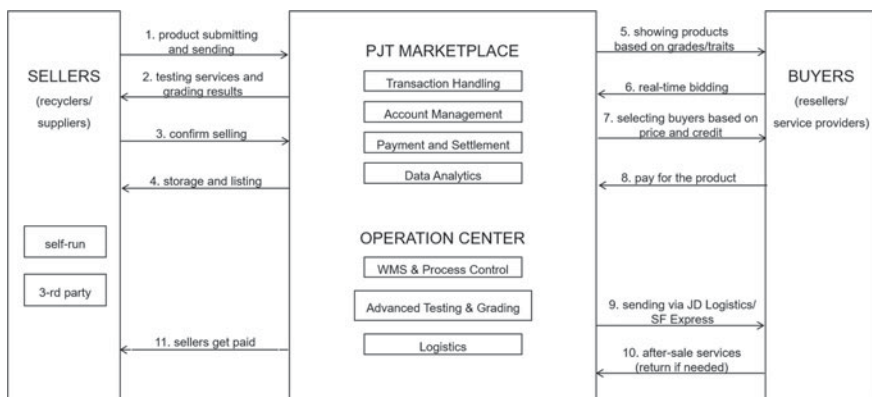 SELLERS
(recyclers/
suppliers)
self-run
3-rd party
1. product submitting
and sending
2. testing services and
grading results
3. confirm selling
4. storage and listing
11. sellers get paid
PJT MARKETPLACE
Transaction Handling
Account Management
Payment and Settlement
Data Analytics
OPERATION CENTER
WMS & Process Control
Advanced Testing & Grading
Logistics
5. showing products
based on grades/traits
6. real-time bidding
7. selecting buyers based on
price and credit
8. pay for the product
9. sending via JD Logistics/
SF Express
10. after-sale services
(return if needed)
BUYERS
(resellers/
service providers)